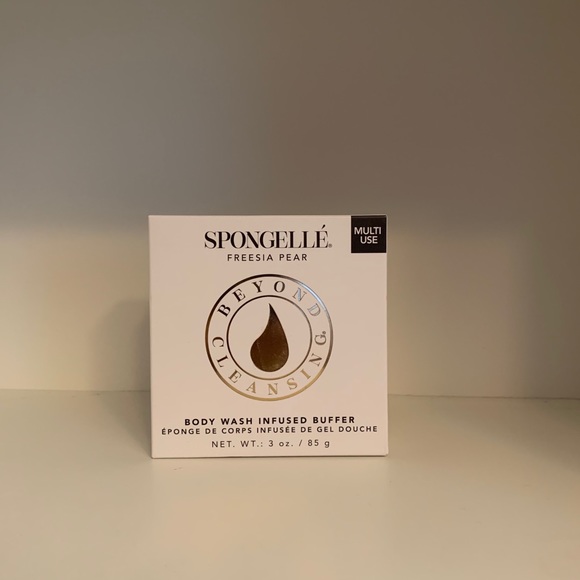 SPONGELLÉ®
FREESIA PEAR
MULTI
USE
BEYOND
CLEANSING®
BODY WASH INFUSED BUFFER
ÉPONGE DE CORPS INFUSÉE DE GEL DOUCHE
NET. WT.: 3 oz. / 85 g